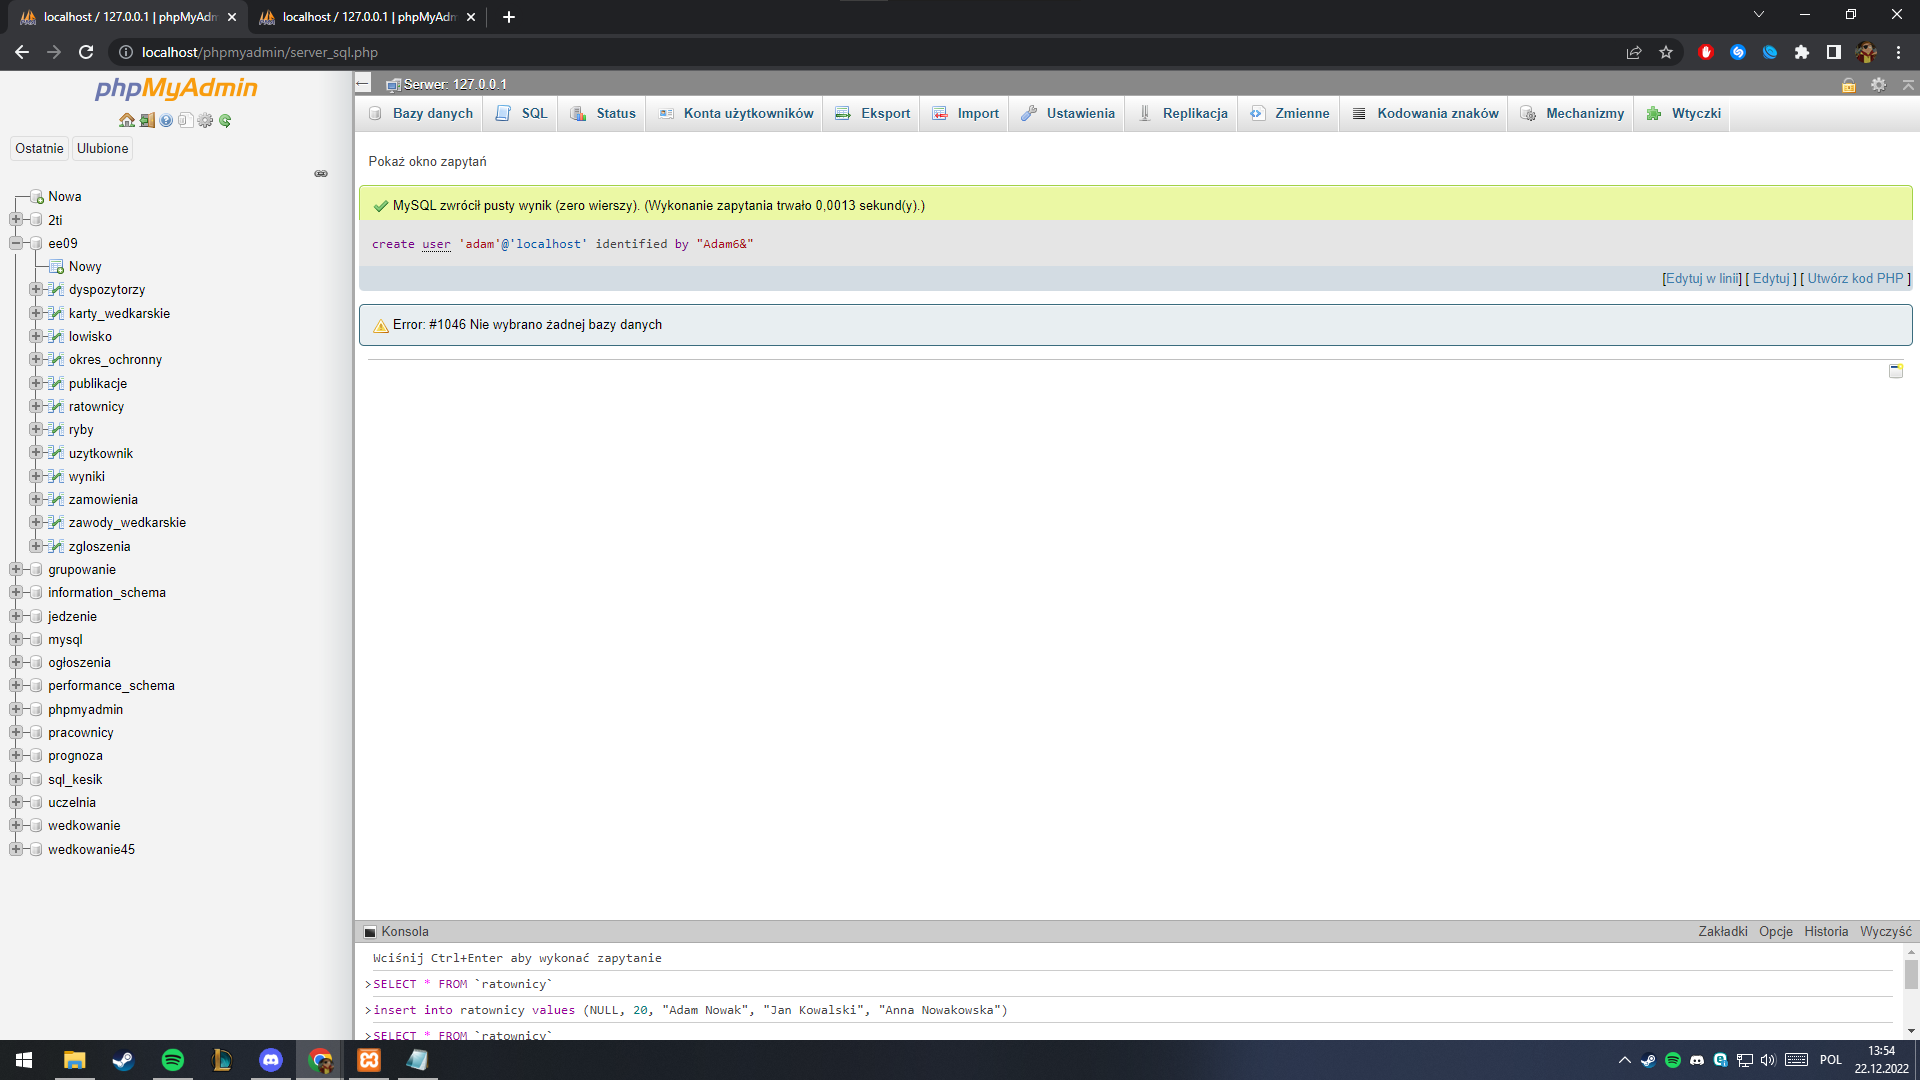 localhost / 127.0.0.1 | phpMyAdm
localhost / 127.0.0.1 | phpMyAdm
localhost/phpmyadmin/server_sql.php
phpMyAdmin
Ostatnie
Ulubione
Nowa
2ti
ee09
Nowy
dyspozytorzy
karty_wedkarskie
lowisko
okres_ochronny
publikacje
ratownicy
ryby
uzytkownik
wyniki
zamowienia
zawody_wedkarskie
zgloszenia
grupowanie
information_schema
jedzenie
mysql
ogłoszenia
performance_schema
phpmyadmin
pracownicy
prognoza
sql_kesik
uczelnia
wedkowanie
wedkowanie45
Serwer: 127.0.0.1
Bazy danych
SQL
Status
Konta użytkowników
Eksport
Import
Ustawienia
Replikacja
Zmienne
Kodowania znaków
Mechanizmy
Wtyczki
Pokaż okno zapytań
MySQL zwrócił pusty wynik (zero wierszy). (Wykonanie zapytania trwało 0,0013 sekund(y).)
create user 'adam'@'localhost' identified by "Adam6&"
[Edytuj w linii] [ Edytuj ] [ Utwórz kod PHP ]
Error: #1046 Nie wybrano żadnej bazy danych
Konsola
Zakładki Opcje Historia Wyczyść
Wciśnij Ctrl+Enter aby wykonać zapytanie
>SELECT * FROM `ratownicy`
>insert into ratownicy values (NULL, 20, "Adam Nowak", "Jan Kowalski", "Anna Nowakowska")
>SELECT * FROM `ratownicy`
POL
13:54
22.12.2022